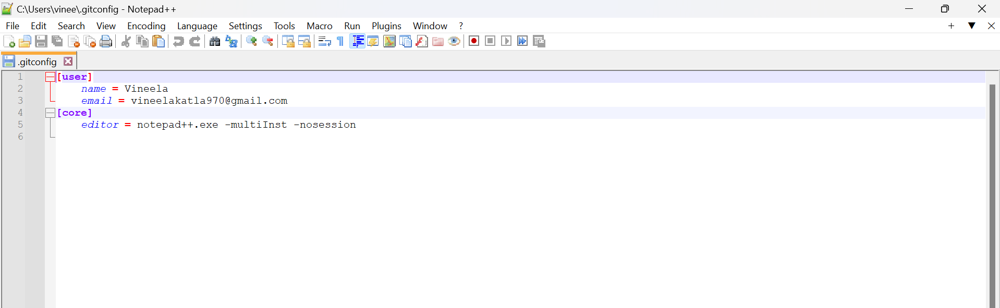 C:\Users\vinee\.gitconfig - Notepad++
File Edit Search View Encoding Language Settings Tools Macro Run Plugins Window ?
.gitconfig
1 [user]
2 name = Vineela
3 email = vineelakatla970@gmail.com
4 [core]
5 editor = notepad++.exe -multiInst -nosession
6